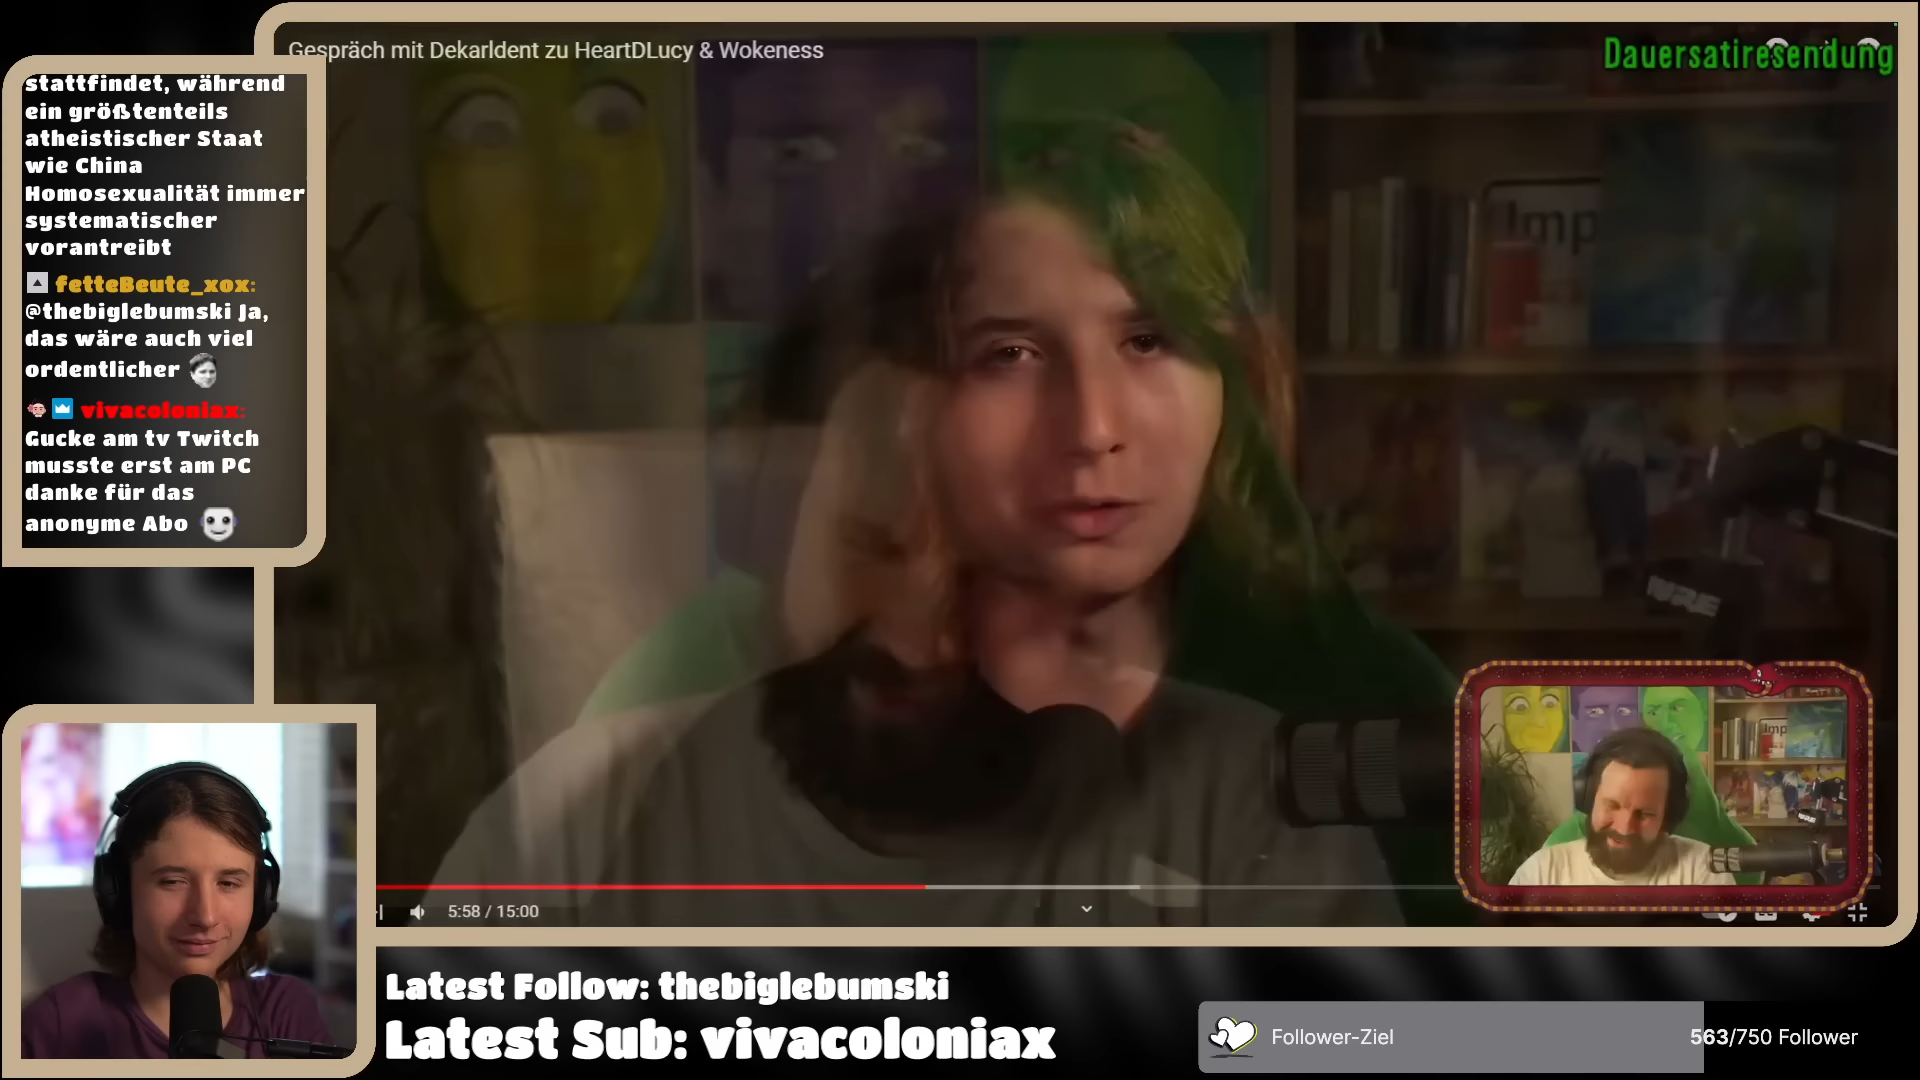 Gespräch mit Dekarldent zu HeartDLucy & Wokeness
Dauersatiresendung
stattfindet, während
ein größtenteils
atheistischer Staat
wie China
Homosexualität immer
systematischer
vorantreibt
fetteBeute_xox:
@thebiglebumski Ja,
das wäre auch viel
ordentlicher
vivacoloniax:
Gucke am tv Twitch
musste erst am PC
danke für das
anonyme Abo
Imp
Imp
5:58 / 15:00
Latest Follow: thebiglebumski
Latest Sub: vivacoloniax
Follower-Ziel
563/750 Follower